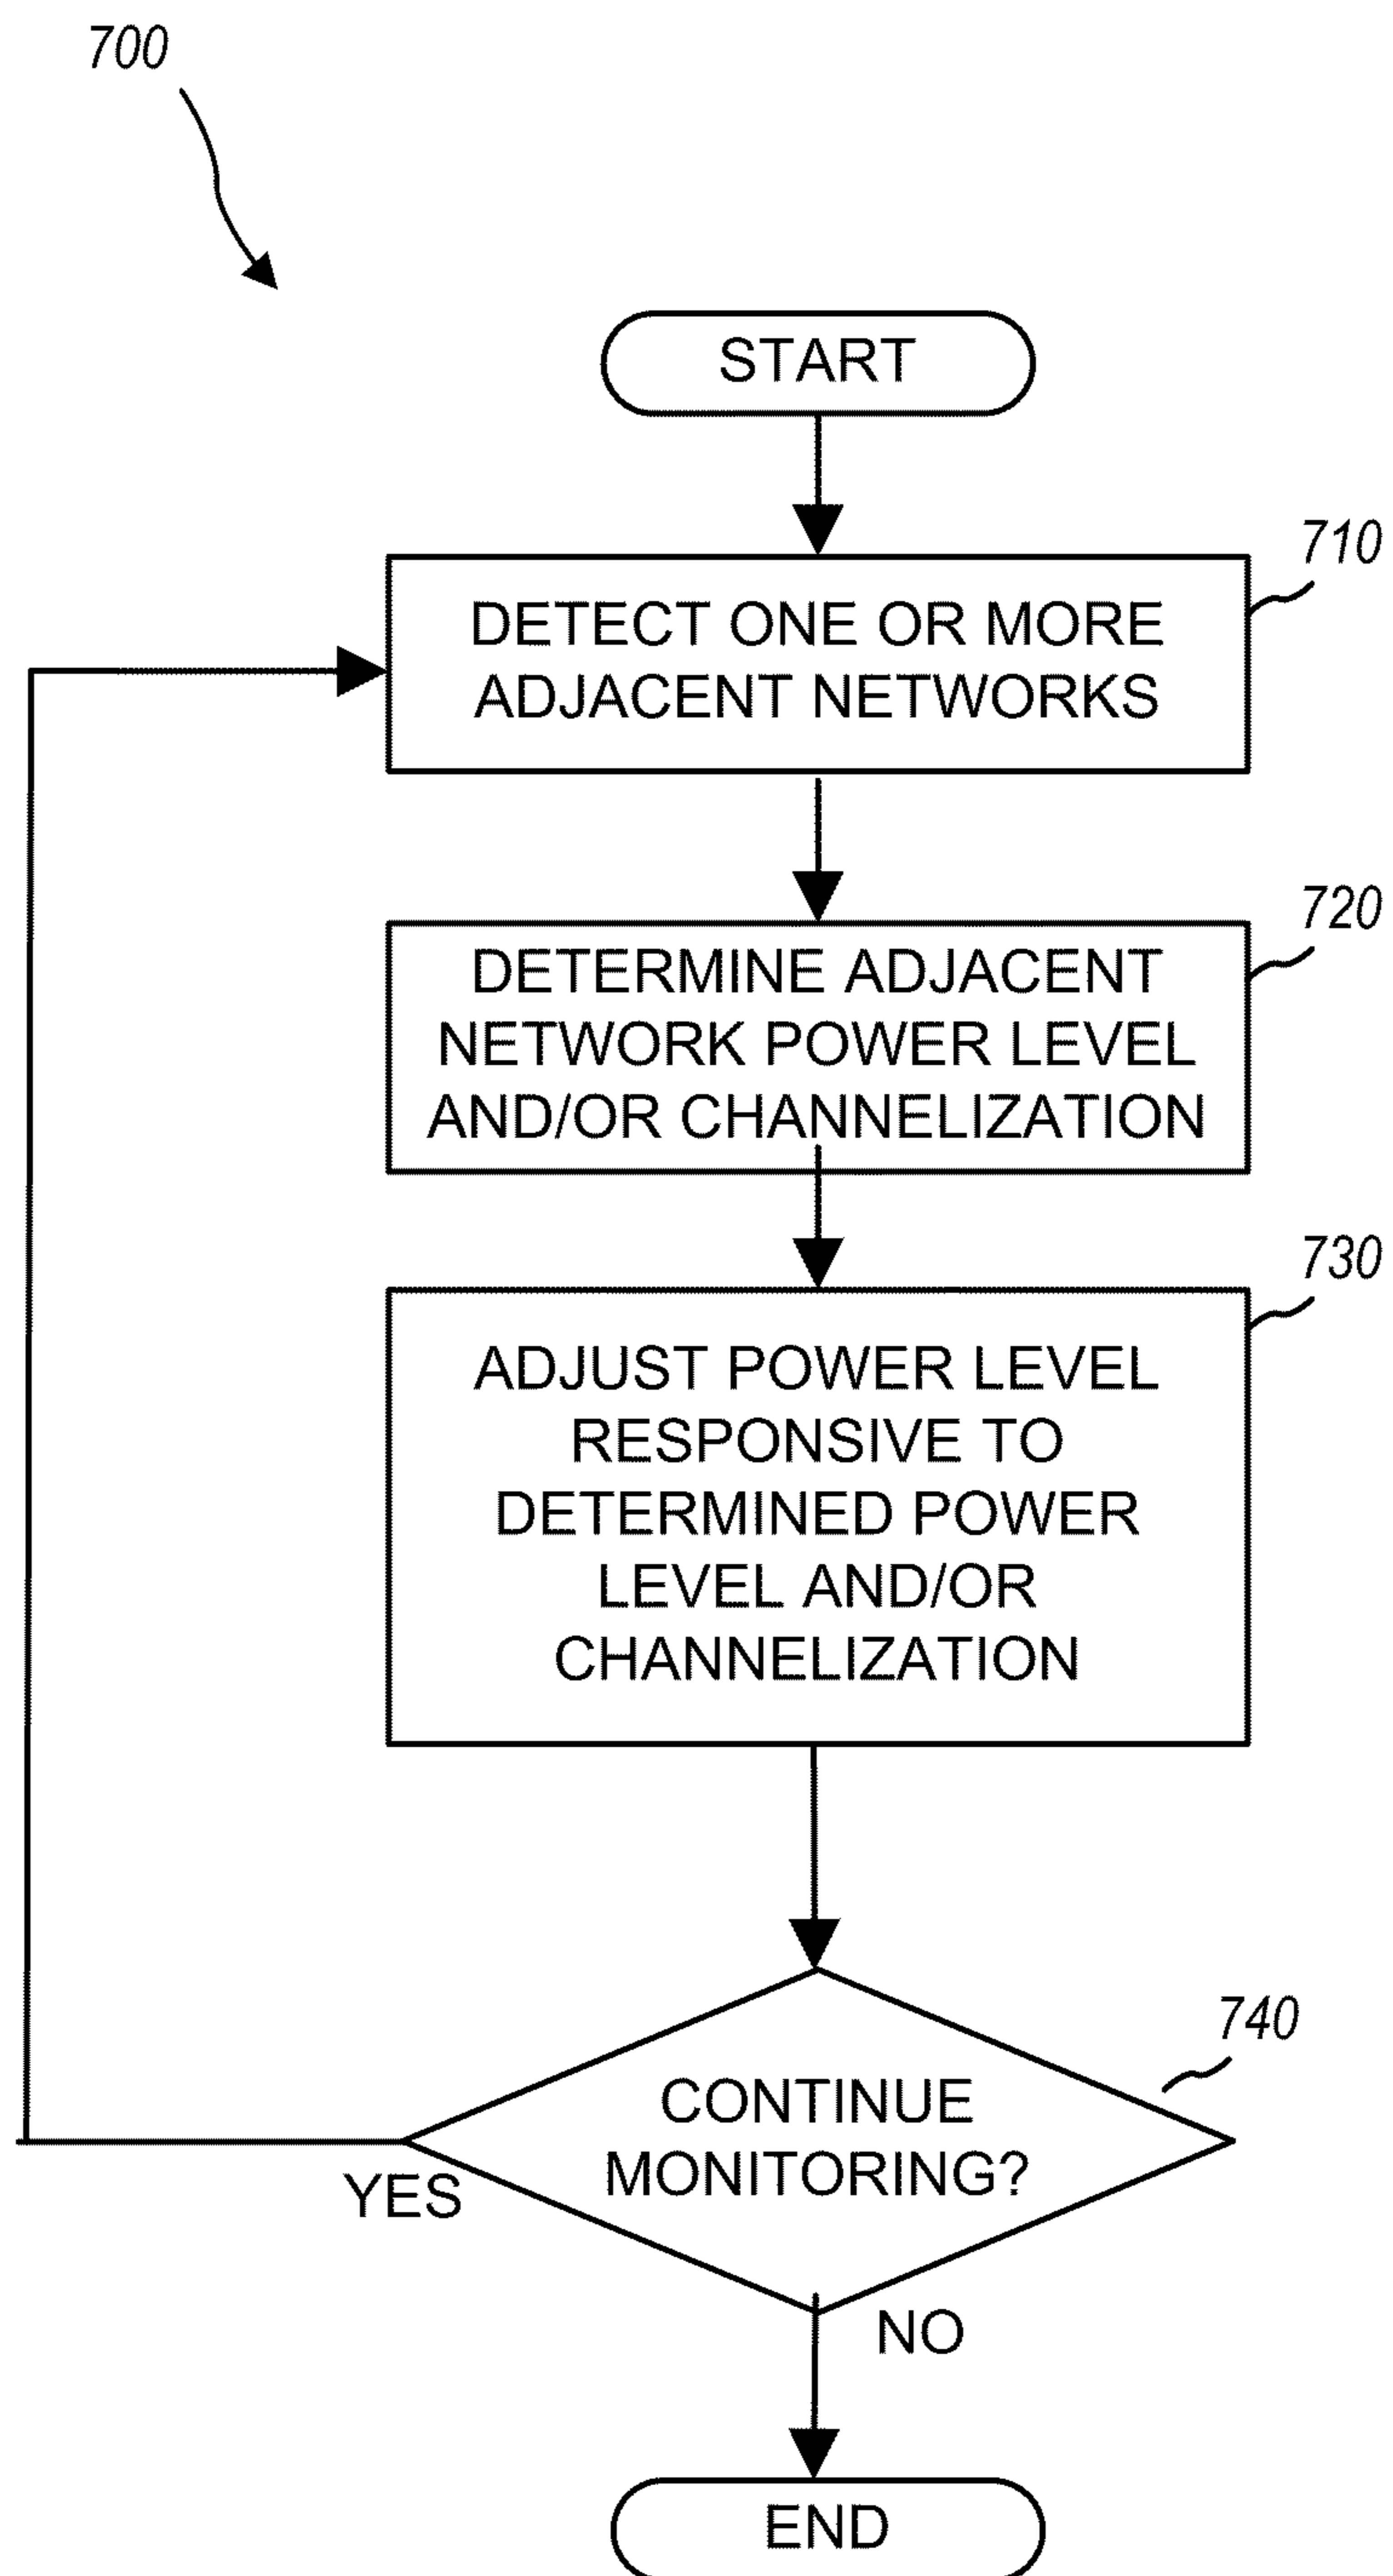 700
START
710
DETECT ONE OR MORE
ADJACENT NETWORKS
720
DETERMINE ADJACENT
NETWORK POWER LEVEL
AND/OR CHANNELIZATION
730
ADJUST POWER LEVEL
RESPONSIVE TO
DETERMINED POWER
LEVEL AND/OR
CHANNELIZATION
740
CONTINUE
MONITORING?
YES
NO
END